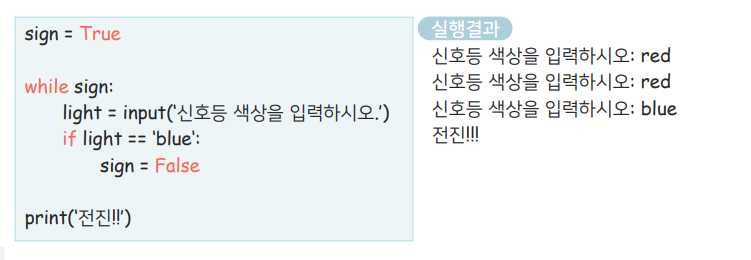 sign = True
while sign:
light = input(‘신호등 색상을 입력하시오.’)
if light == ‘blue‘:
sign = False
print(‘전진!!’)
실행결과
신호등 색상을 입력하시오: red
신호등 색상을 입력하시오: red
신호등 색상을 입력하시오: blue
전진!!!